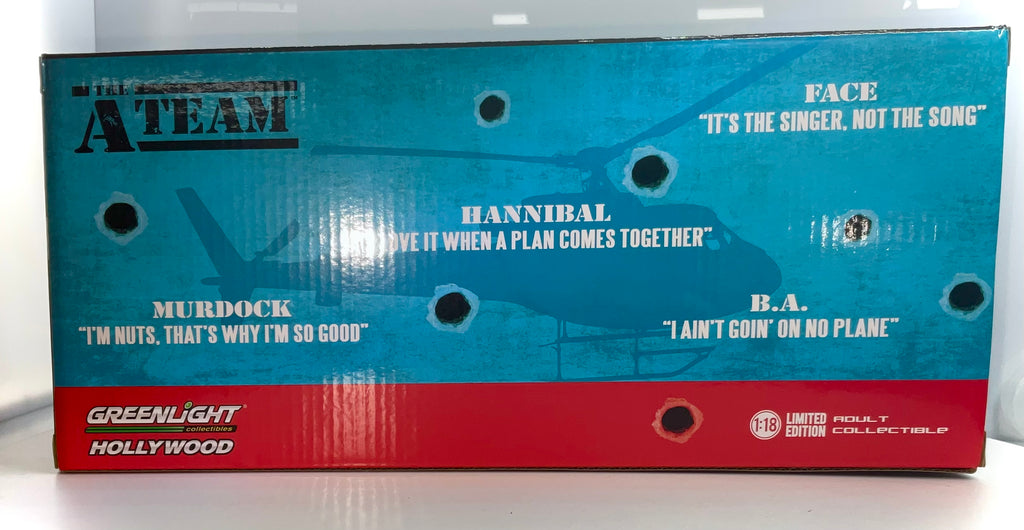 THE
A TEAM
FACE
"IT'S THE SINGER, NOT THE SONG"
HANNIBAL
LOVE IT WHEN A PLAN COMES TOGETHER"
MURDOCK
"I'M NUTS, THAT'S WHY I'M SO GOOD"
B.A.
"I AIN'T GOIN' ON NO PLANE"
GREENLIGHT
collectibles
HOLLYWOOD
1:18
LIMITED EDITION
ADULT COLLECTIBLE